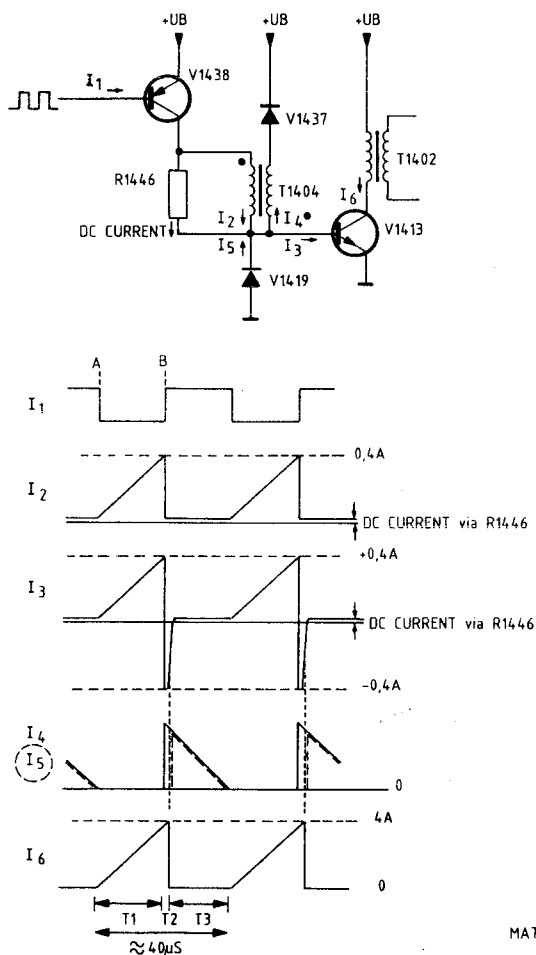 +UB +UB +UB
I1 V1438
V1437
T1402
R1446
T1404
I6
DC CURRENT I2 I4 V1413
I5 I3
V1419
A B
I1
0,4A
I2
DC CURRENT via R1446
+0,4A
I3
DC CURRENT via R1446
-0,4A
I4
I5
0
4A
I6
0
T1 T2 T3
≈ 40µS
MAT